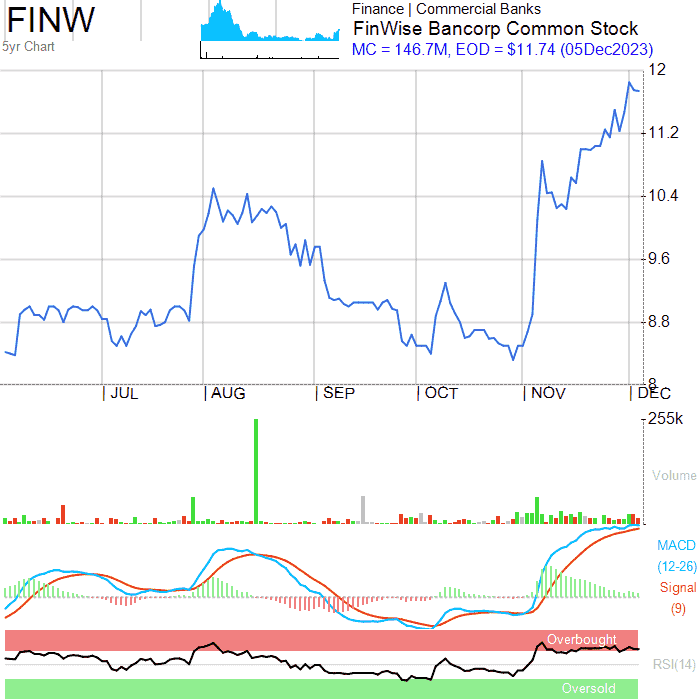 FINW
5yr Chart
Finance | Commercial Banks
FinWise Bancorp Common Stock
MC = 146.7M, EOD = $11.74 (05Dec2023)
12
11.2
10.4
9.6
8.8
8
| JUL | AUG | SEP | OCT | NOV | DEC
255k
Volume
MACD
(12-26)
Signal
(9)
Overbought
RSI(14)
Oversold